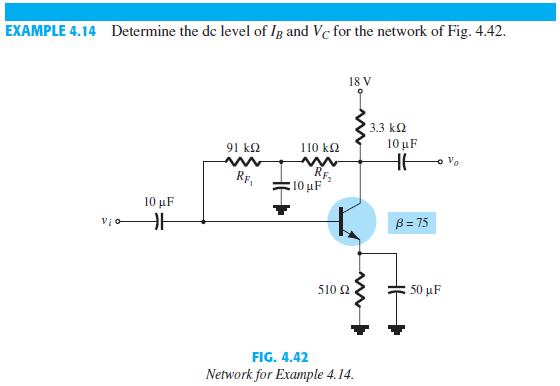 EXAMPLE 4.14 Determine the dc level of I_B and V_C for the network of Fig. 4.42.
18 V
3.3 kΩ
91 kΩ
110 kΩ
10 μF
R_F₁
R_F₂
10 μF
v_o
10 μF
v_i
β = 75
510 Ω
50 μF
FIG. 4.42
Network for Example 4.14.